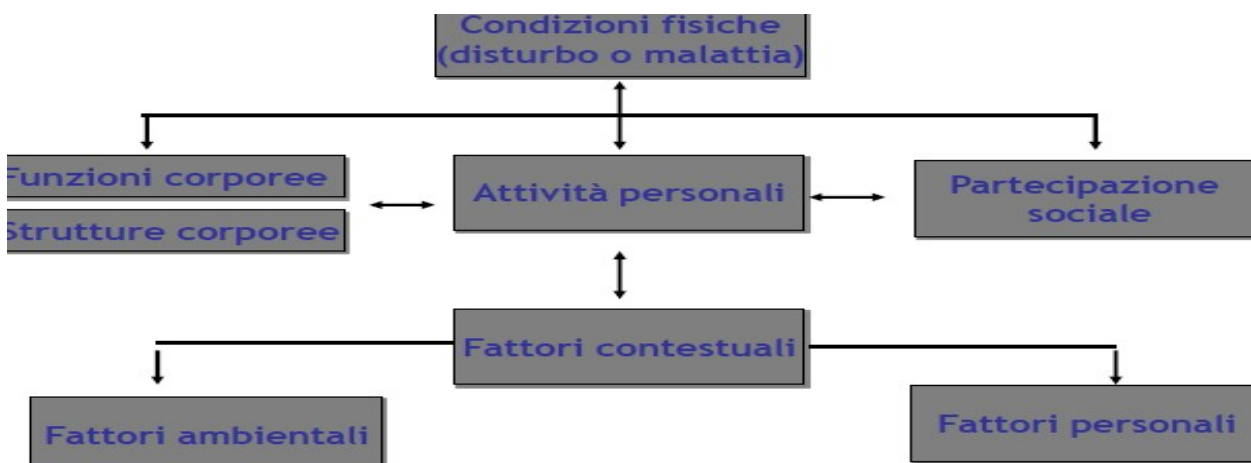 Condizioni fisiche
(disturbo o malattia)
Funzioni corporee
Attività personali
Partecipazione
sociale
Strutture corporee
Fattori contestuali
Fattori ambientali
Fattori personali